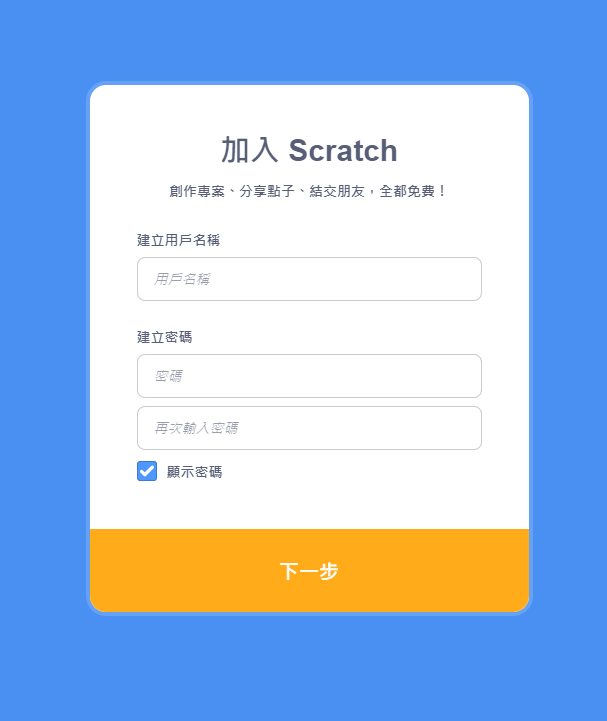 加入 Scratch
創作專案、分享點子、結交朋友，全都免費！
建立用戶名稱
用戶名稱
建立密碼
密碼
再次輸入密碼
顯示密碼
下一步